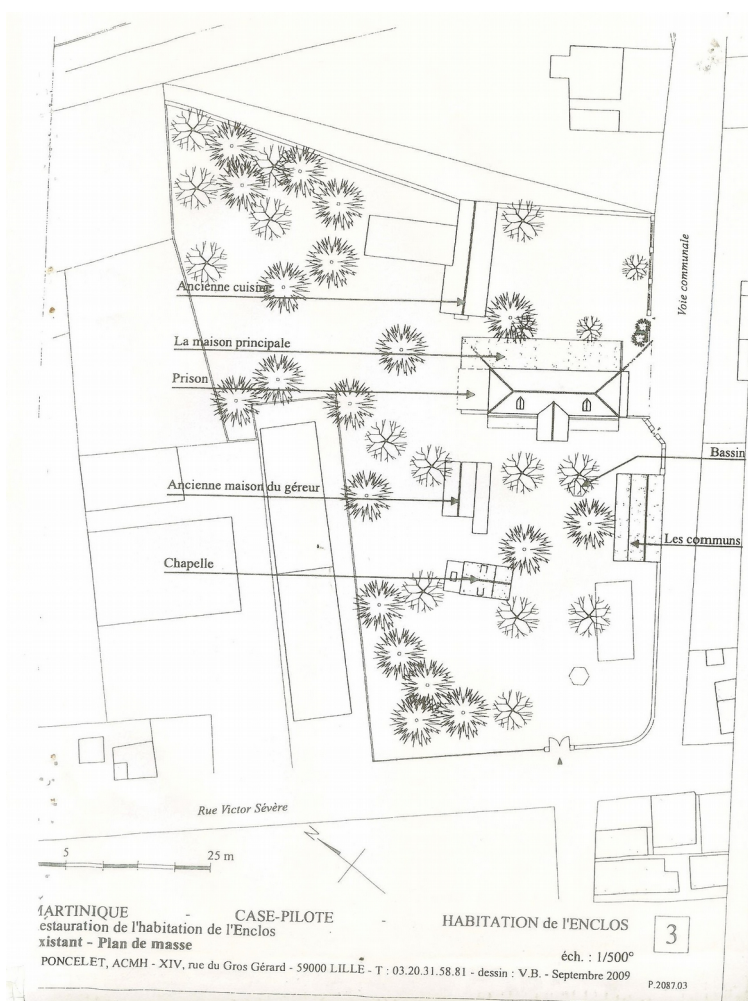 Voie communale
Ancienne cuisine
La maison principale
Prison
Bassin
Ancienne maison du géreur
Les communs
Chapelle
Rue Victor Sévère
N
5 25 m
MARTINIQUE - CASE-PILOTE - HABITATION de l'ENCLOS 3
estauration de l'habitation de l'Enclos
xistant - Plan de masse
éch. : 1/500°
PONCELET, ACMH - XIV, rue du Gros Gérard - 59000 LILLE - T : 03.20.31.58.81 - dessin : V.B. - Septembre 2009
P.2087.03